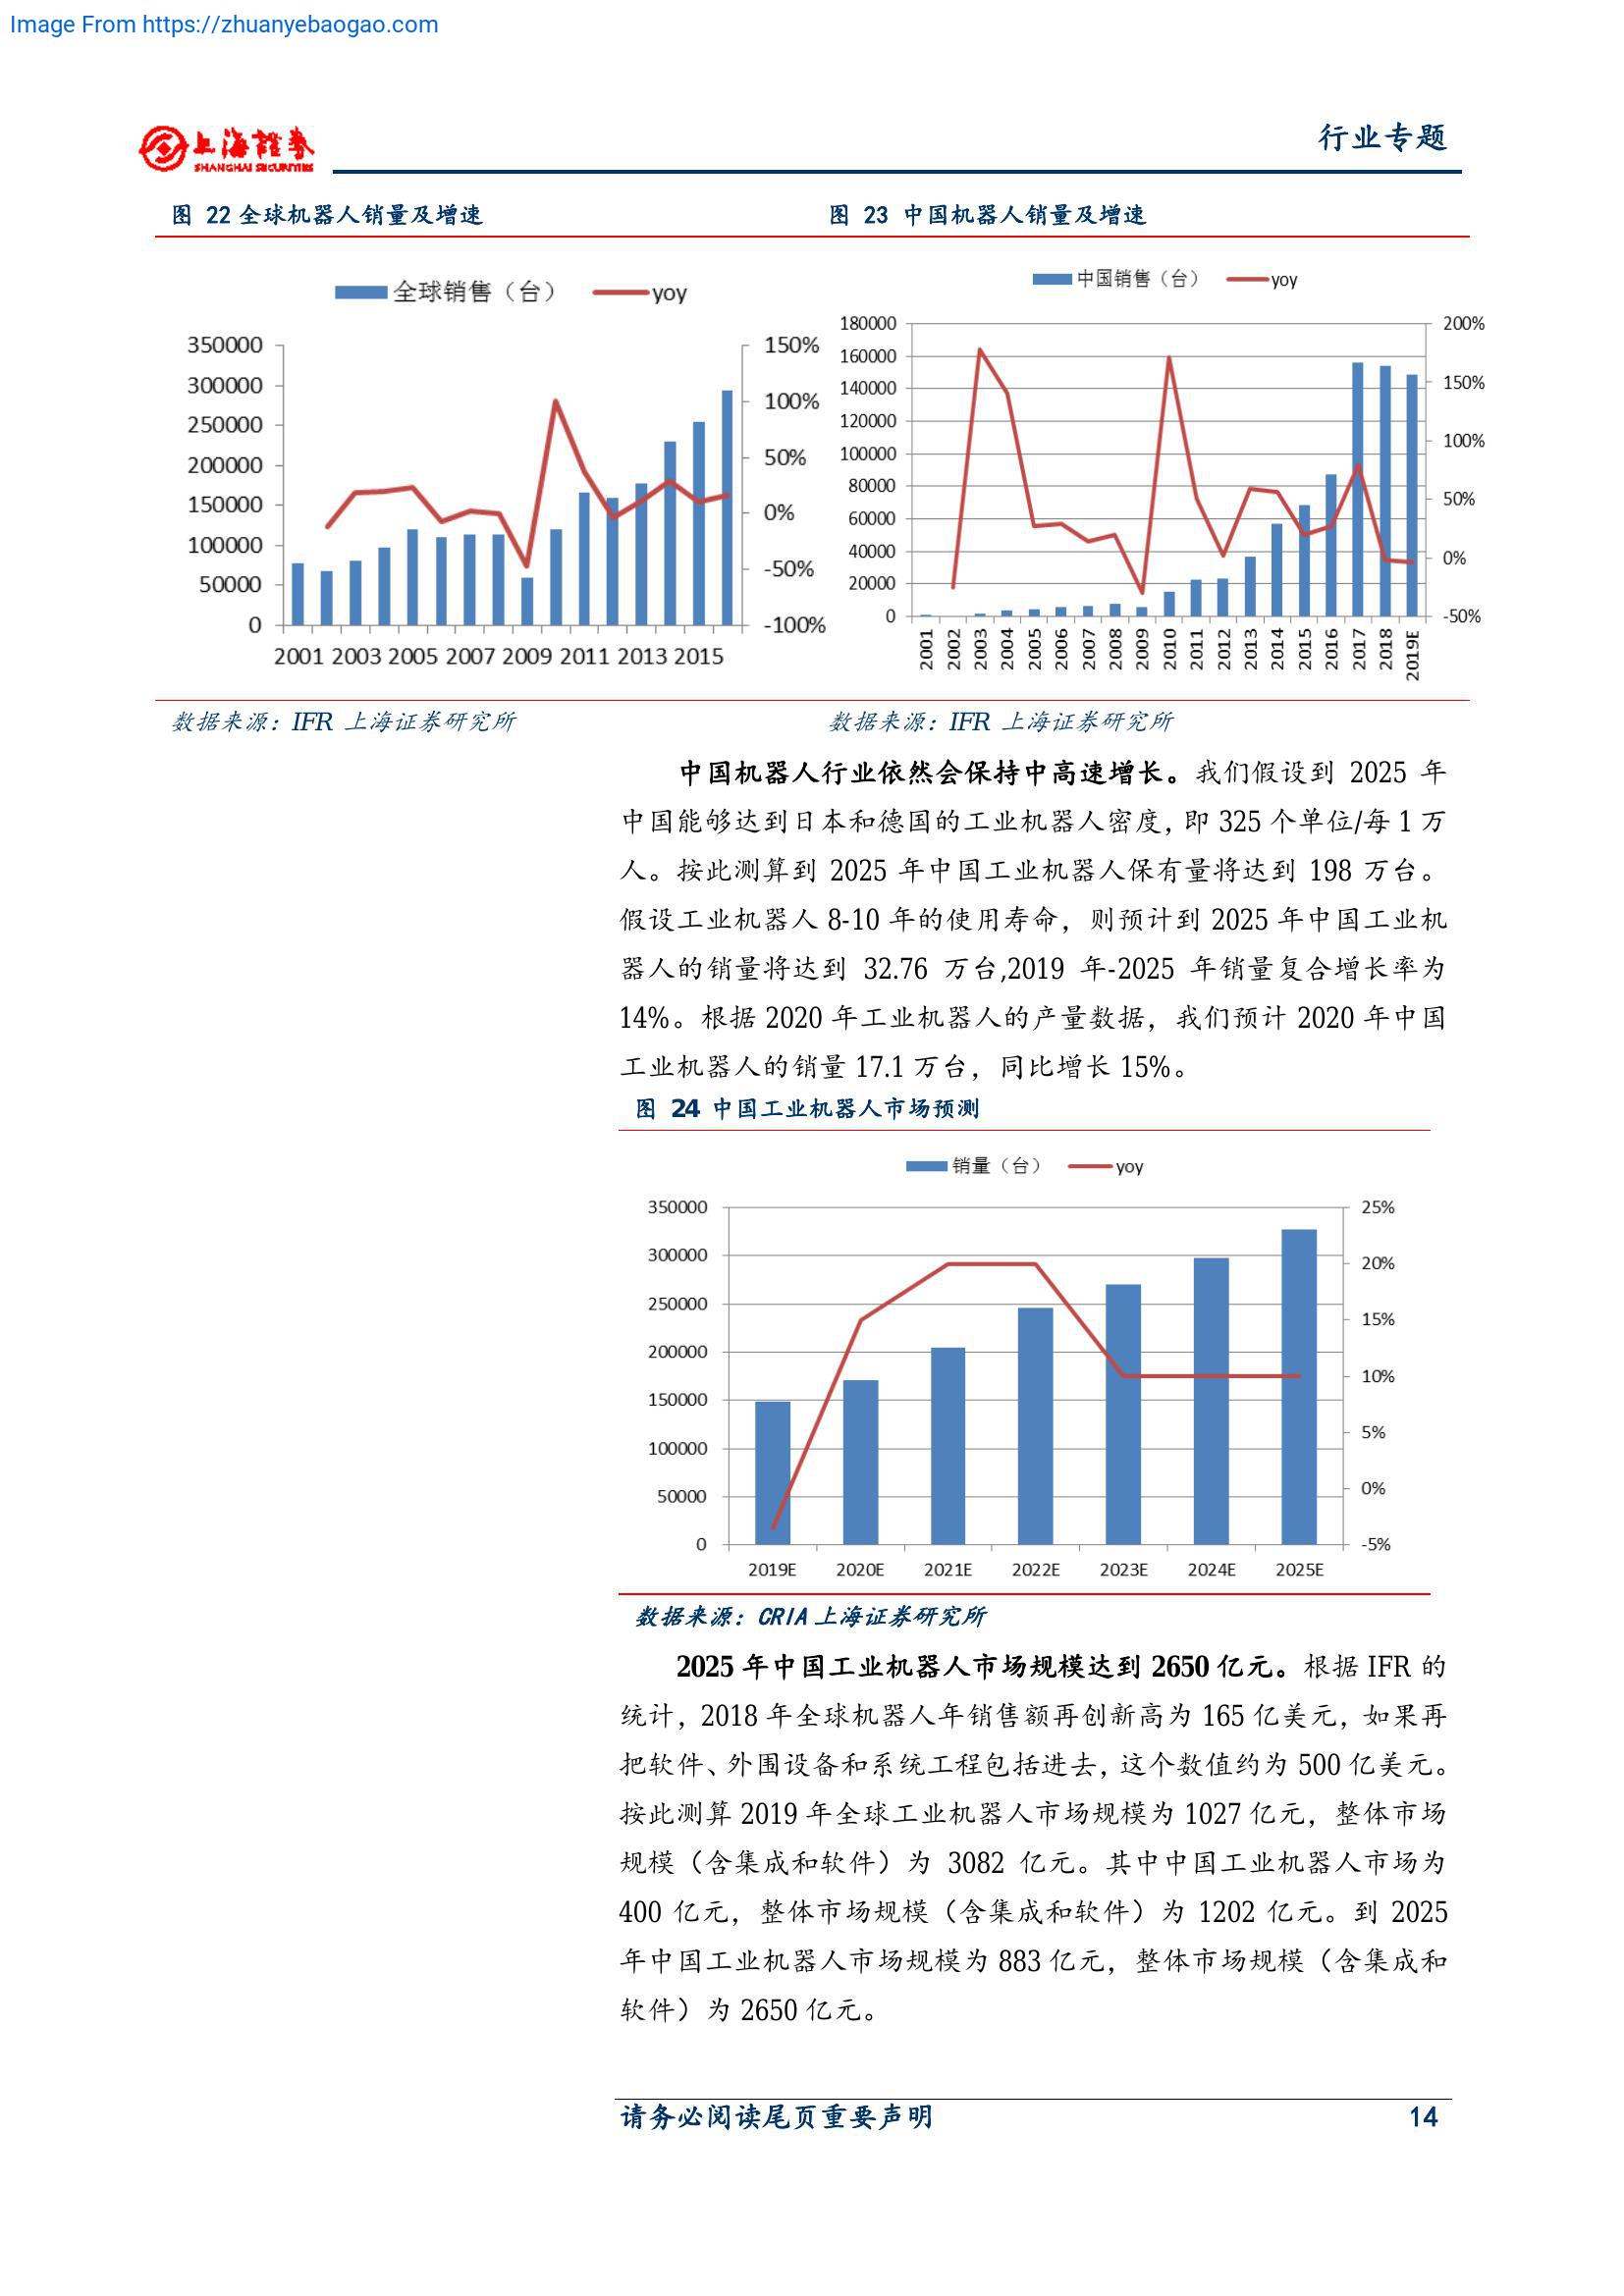 Image From https://zhuanyebaogao.com
上海證券
SHANGHAI SECURITIES
行业专题
图 22 全球机器人销量及增速
图 23 中国机器人销量及增速
全球销售（台） yoy
350000
300000
250000
200000
150000
100000
50000
0
150%
100%
50%
0%
-50%
-100%
2001 2003 2005 2007 2009 2011 2013 2015
中国销售（台） yoy
180000
160000
140000
120000
100000
80000
60000
40000
20000
0
200%
150%
100%
50%
0%
-50%
2001 2002 2003 2004 2005 2006 2007 2008 2009 2010 2011 2012 2013 2014 2015 2016 2017 2018 2019E
数据来源：IFR 上海证券研究所
数据来源：IFR 上海证券研究所
中国机器人行业依然会保持中高速增长。我们假设到 2025 年
中国能够达到日本和德国的工业机器人密度，即 325 个单位/每 1 万
人。按此测算到 2025 年中国工业机器人保有量将达到 198 万台。
假设工业机器人 8-10 年的使用寿命，则预计到 2025 年中国工业机
器人的销量将达到 32.76 万台,2019 年-2025 年销量复合增长率为
14%。根据 2020 年工业机器人的产量数据，我们预计 2020 年中国
工业机器人的销量 17.1 万台，同比增长 15%。
图 24 中国工业机器人市场预测
销量（台） yoy
350000
300000
250000
200000
150000
100000
50000
0
25%
20%
15%
10%
5%
0%
-5%
2019E 2020E 2021E 2022E 2023E 2024E 2025E
数据来源：CRIA 上海证券研究所
2025 年中国工业机器人市场规模达到 2650 亿元。根据 IFR 的
统计，2018 年全球机器人年销售额再创新高为 165 亿美元，如果再
把软件、外围设备和系统工程包括进去，这个数值约为 500 亿美元。
按此测算 2019 年全球工业机器人市场规模为 1027 亿元，整体市场
规模（含集成和软件）为 3082 亿元。其中中国工业机器人市场为
400 亿元，整体市场规模（含集成和软件）为 1202 亿元。到 2025
年中国工业机器人市场规模为 883 亿元，整体市场规模（含集成和
软件）为 2650 亿元。
请务必阅读尾页重要声明
14